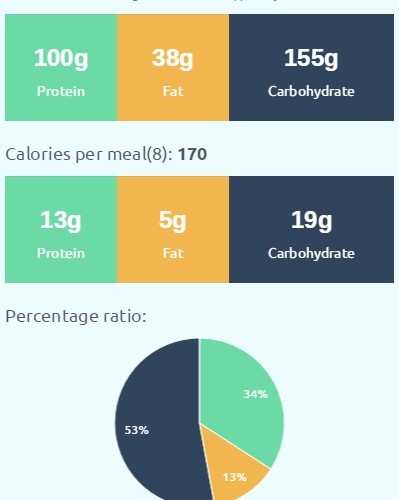 100g 38g 155g
Protein Fat Carbohydrate
Calories per meal(8): 170
13g 5g 19g
Protein Fat Carbohydrate
Percentage ratio:
34%
53%
13%